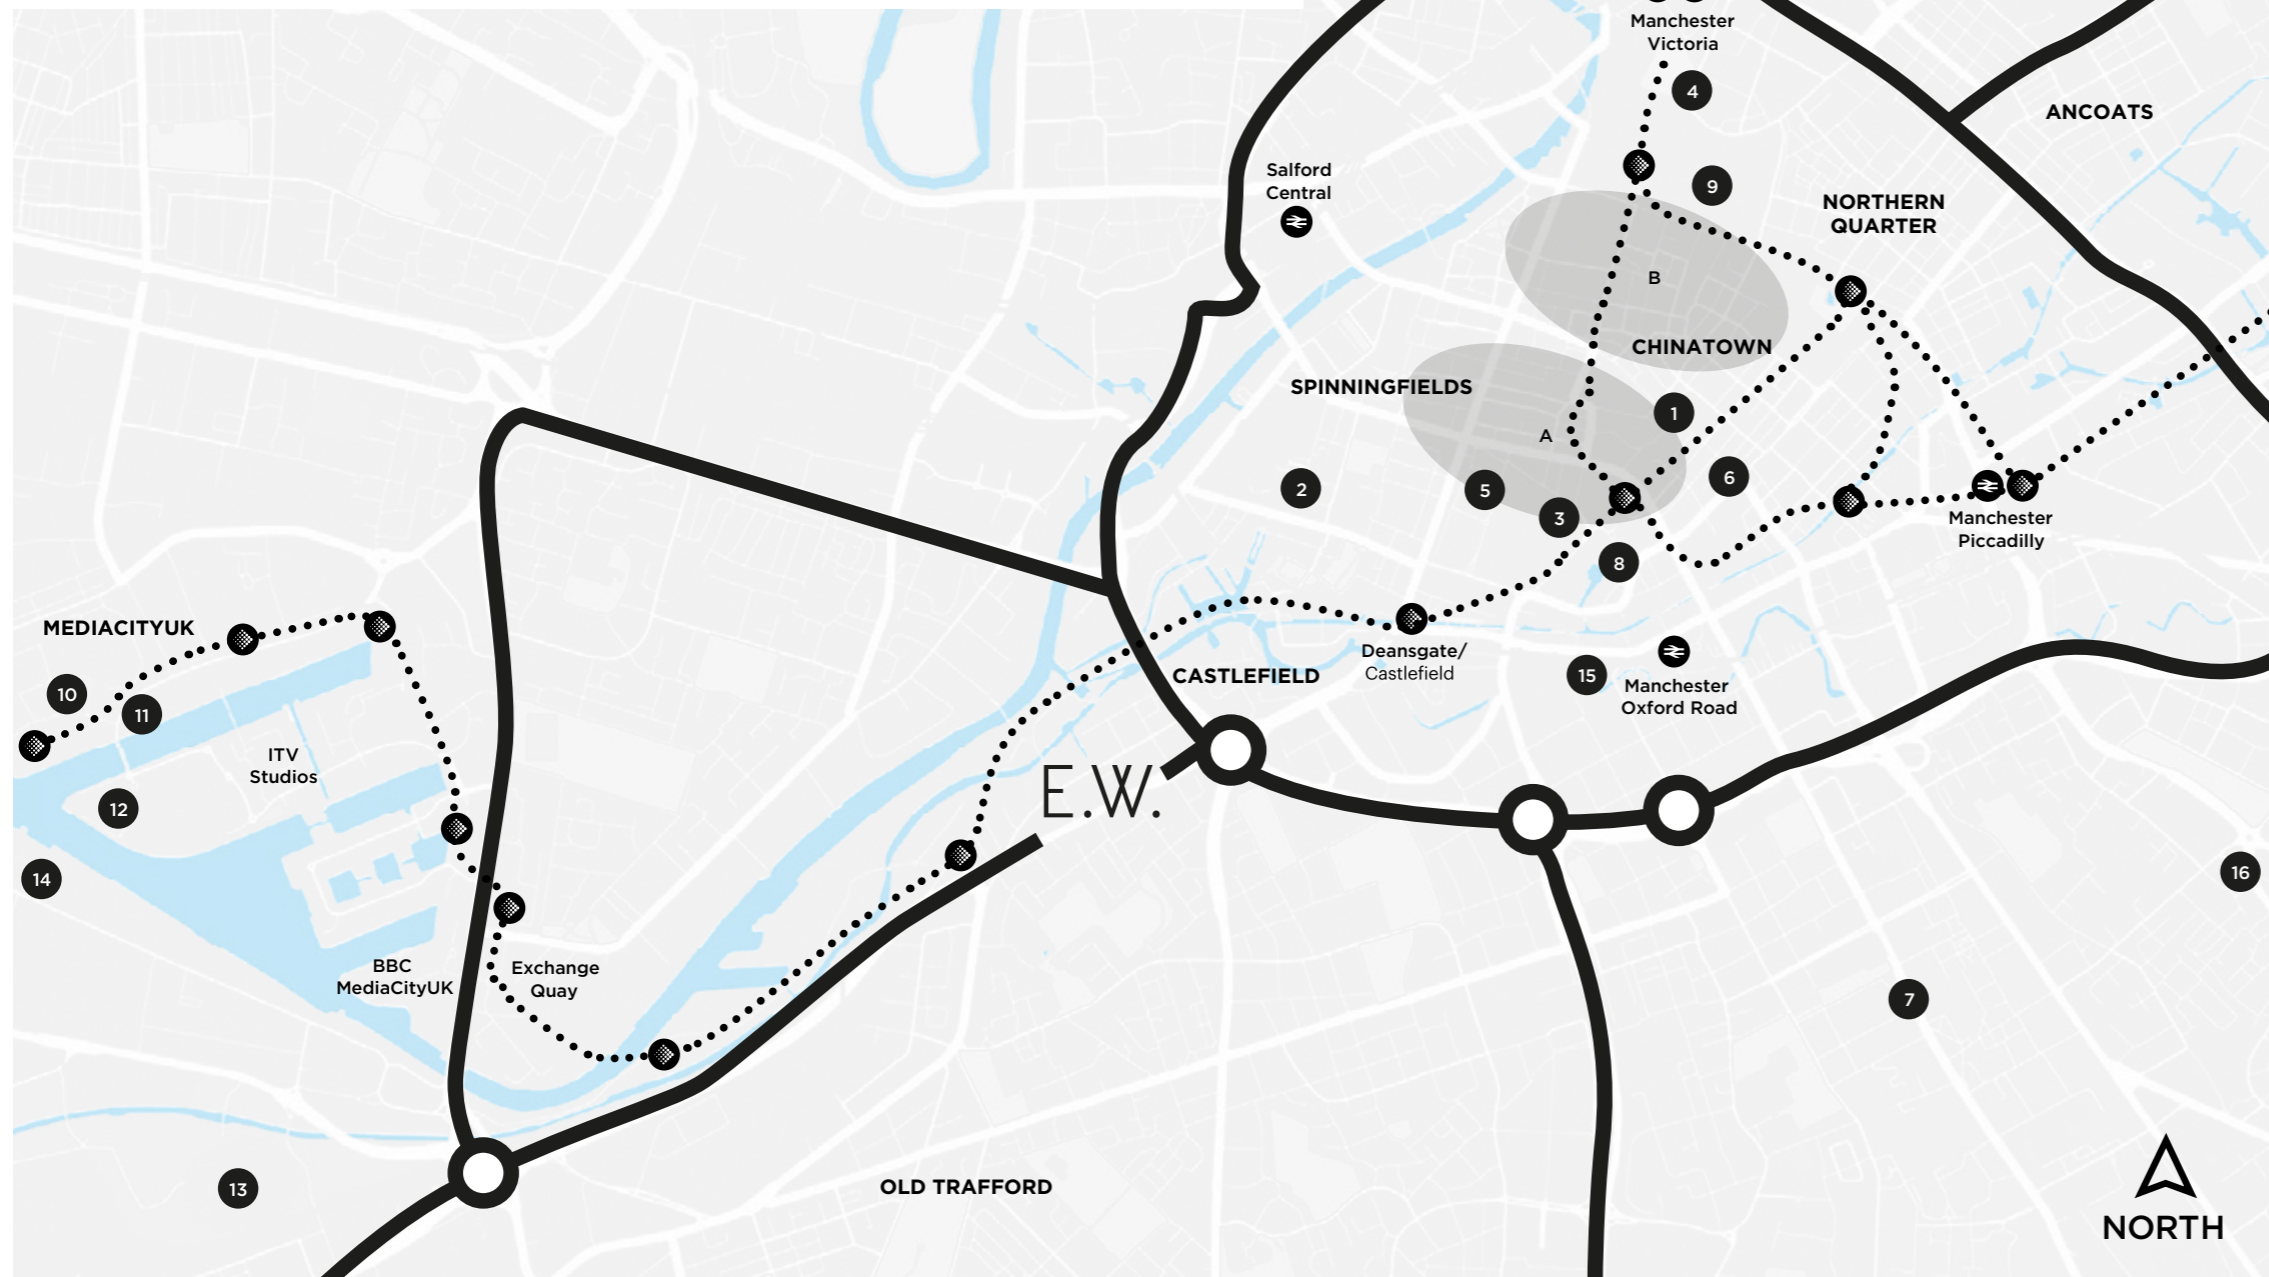 Manchester
Victoria
4
ANCOATS
Salford
Central
9
NORTHERN
QUARTER
B
CHINATOWN
SPINNINGFIELDS
1
A
2
5
6
3
Manchester
Piccadilly
8
MEDIACITYUK
Deansgate/
Castlefield
CASTLEFIELD
15
Manchester
Oxford Road
10
11
ITV
Studios
E.W.
12
14
16
BBC
MediaCityUK
Exchange
Quay
7
13
OLD TRAFFORD
NORTH